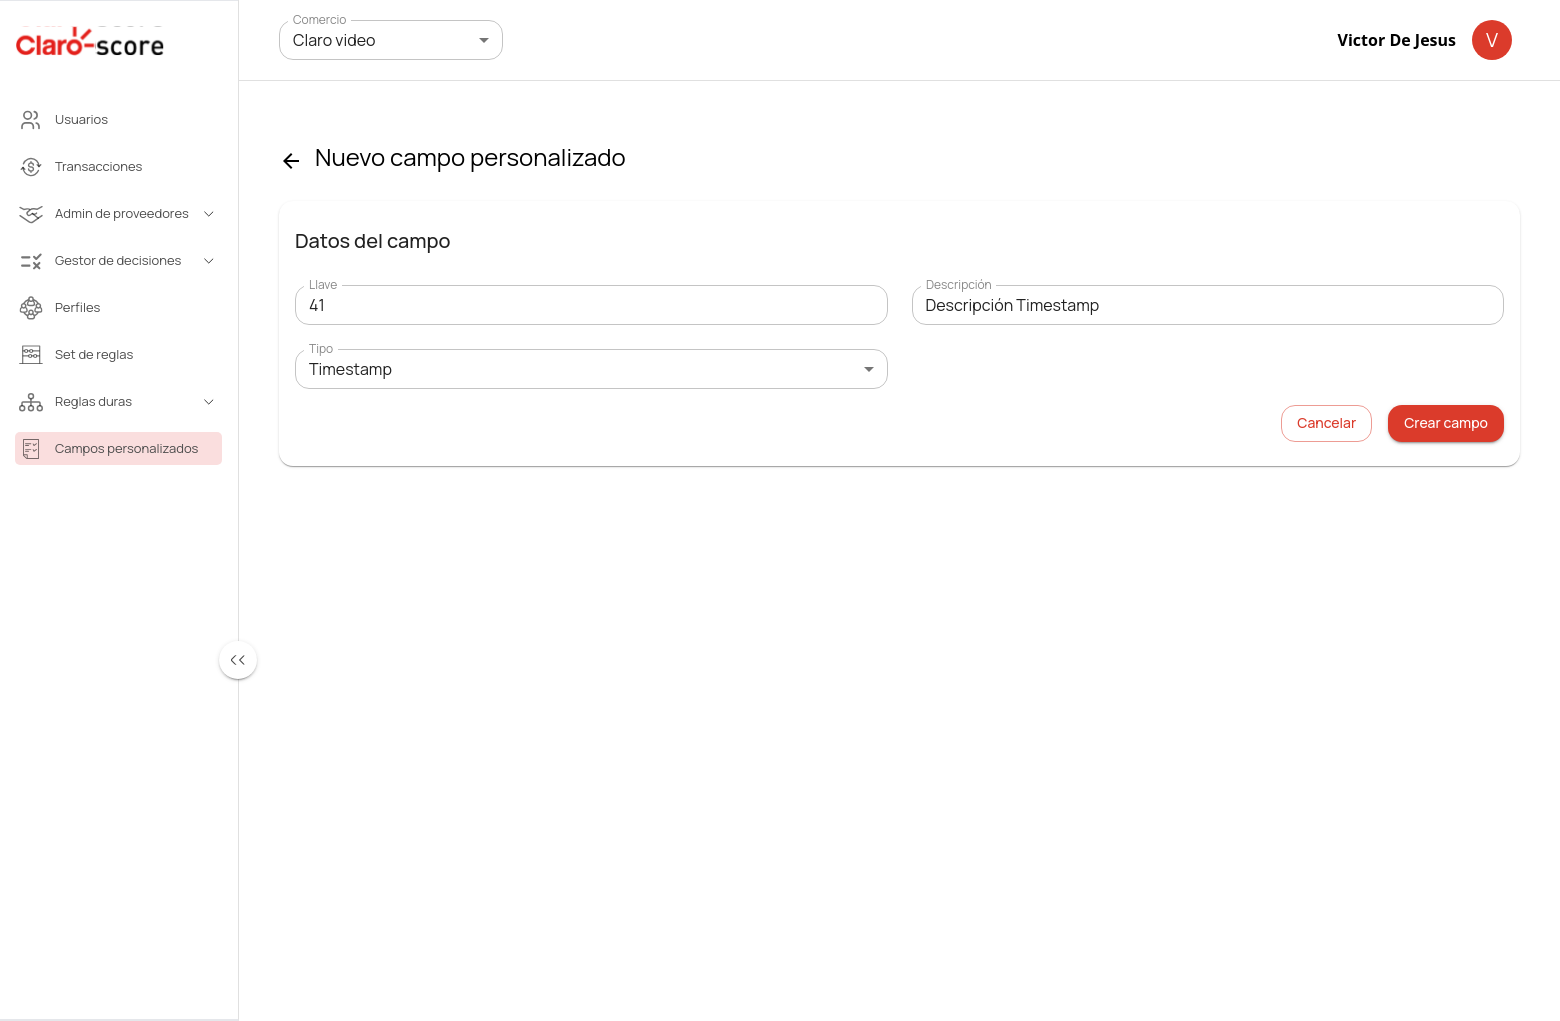 Claro-score
Comercio
Claro video
Victor De Jesus
V
Usuarios
Transacciones
Admin de proveedores
Gestor de decisiones
Perfiles
Set de reglas
Reglas duras
Campos personalizados
Nuevo campo personalizado
Datos del campo
Llave
41
Descripción
Descripción Timestamp
Tipo
Timestamp
Cancelar
Crear campo